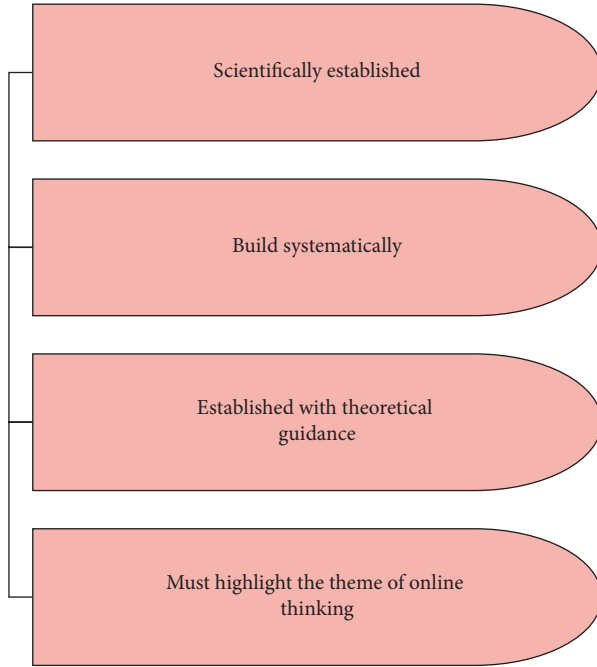 Scientifically established
Build systematically
Established with theoretical
guidance
Must highlight the theme of online
thinking